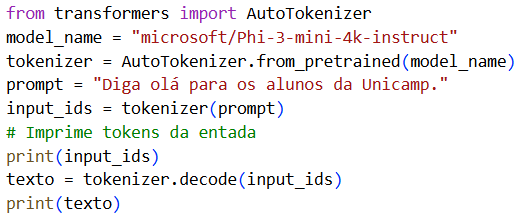 from transformers import AutoTokenizer
model_name = "microsoft/Phi-3-mini-4k-instruct"
tokenizer = AutoTokenizer.from_pretrained(model_name)
prompt = "Diga olá para os alunos da Unicamp."
input_ids = tokenizer(prompt)
# Imprime tokens da entada
print(input_ids)
texto = tokenizer.decode(input_ids)
print(texto)